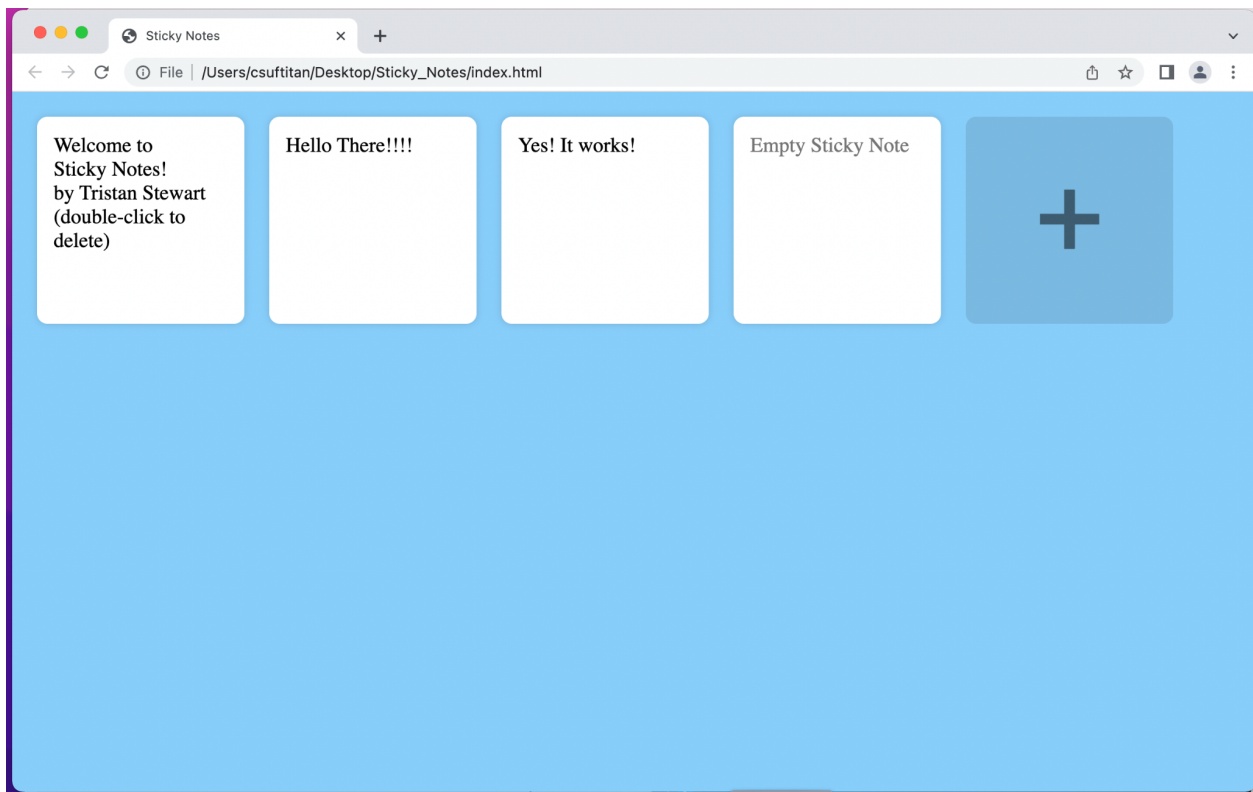 Sticky Notes
File | /Users/csuftitan/Desktop/Sticky_Notes/index.html
Welcome to
Sticky Notes!
by Tristan Stewart
(double-click to
delete)
Hello There!!!!
Yes! It works!
Empty Sticky Note
+